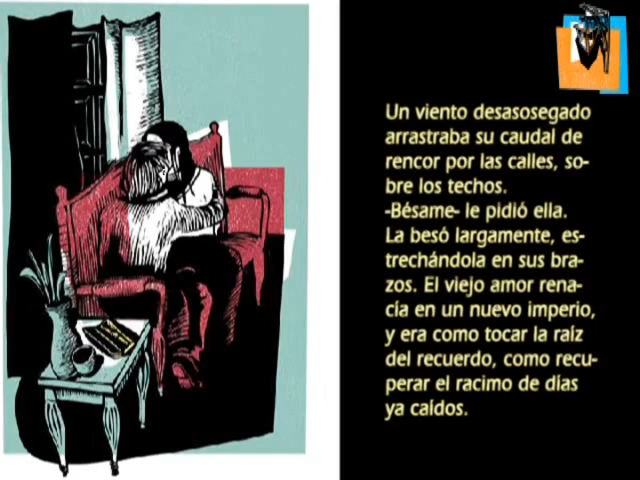 Un viento desasosegado
arrastraba su caudal de
rencor por las calles, so-
bre los techos.
-Bésame- le pidió ella.
La besó largamente, es-
trechándola en sus bra-
zos. El viejo amor rena-
cía en un nuevo imperio,
y era como tocar la raíz
del recuerdo, como recu-
perar el racimo de días
ya caídos.